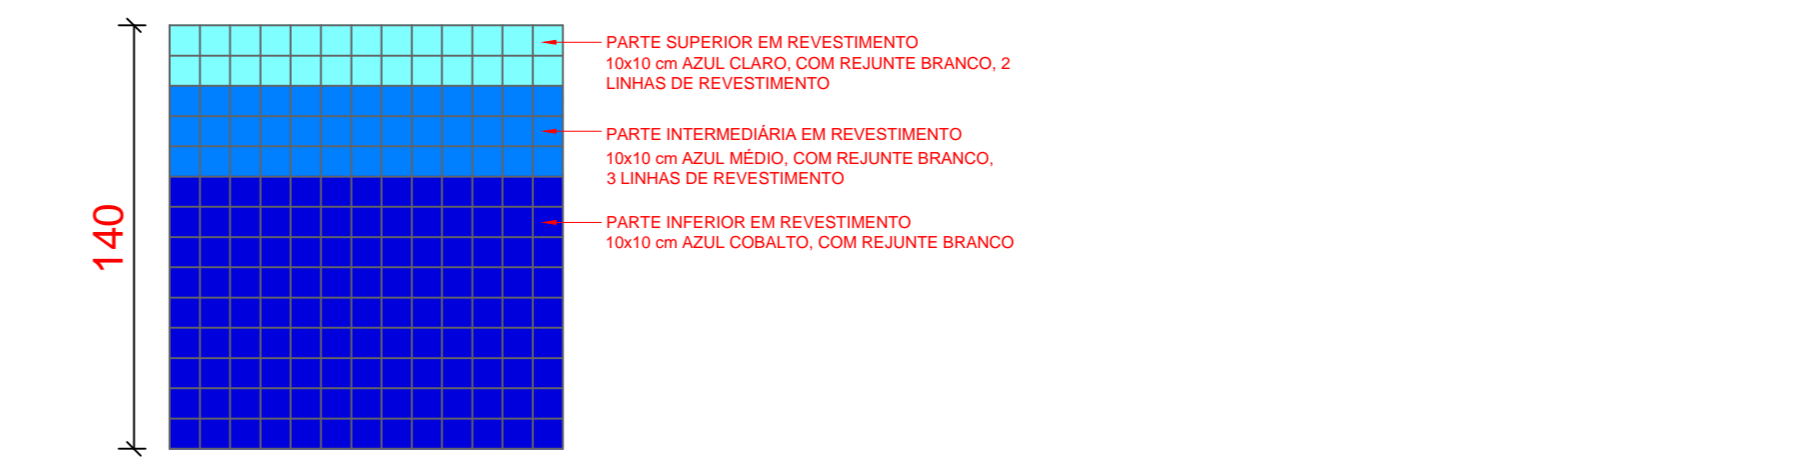 PARTE SUPERIOR EM REVESTIMENTO
10x10 cm AZUL CLARO, COM REJUNTE BRANCO, 2
LINHAS DE REVESTIMENTO
PARTE INTERMEDIÁRIA EM REVESTIMENTO
10x10 cm AZUL MÉDIO, COM REJUNTE BRANCO,
3 LINHAS DE REVESTIMENTO
140
PARTE INFERIOR EM REVESTIMENTO
10x10 cm AZUL COBALTO, COM REJUNTE BRANCO